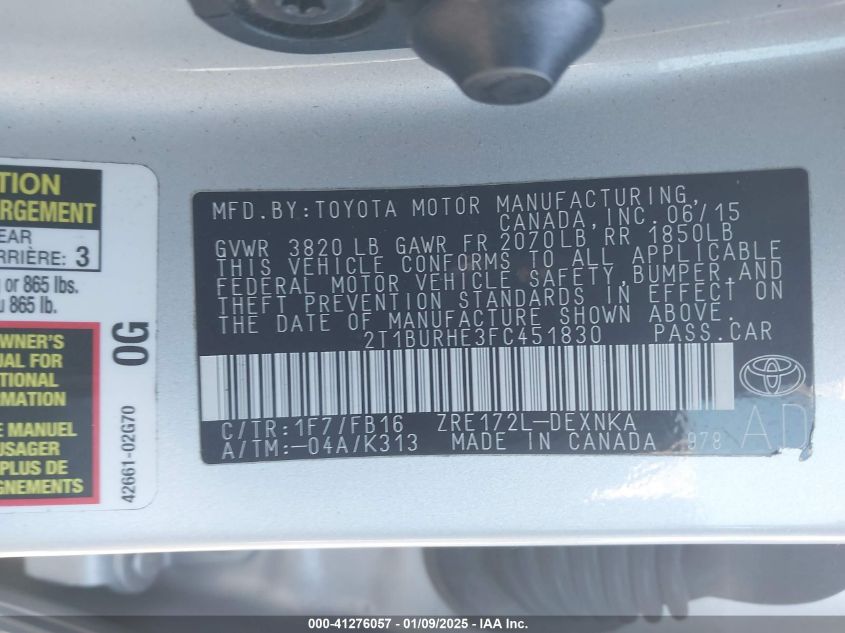 TION
RGEMENT
EAR
RRIÈRE: 3
g or 865 lbs.
u 865 lb.
OWNER'S
UAL FOR
TIONAL
RMATION
E MANUEL
USAGER
PLUS DE
GNEMENTS
0G
42661-02G70
MFD.BY:TOYOTA MOTOR MANUFACTURING,
CANADA,INC.06/15
GVWR 3820 LB GAWR FR 2070LB RR 1850LB
THIS VEHICLE CONFORMS TO ALL APPLICABLE
FEDERAL MOTOR VEHICLE SAFETY,BUMPER,AND
THEFT PREVENTION STANDARDS IN EFFECT ON
THE DATE OF MANUFACTURE SHOWN ABOVE.
2T1BURHE3FC451830 PASS.CAR
C/TR:1F7/FB16 ZRE172L-DEXNKA
A/TM:-04A/K313 MADE IN CANADA 978
AD
000-41276057 - 01/09/2025 - IAA Inc.